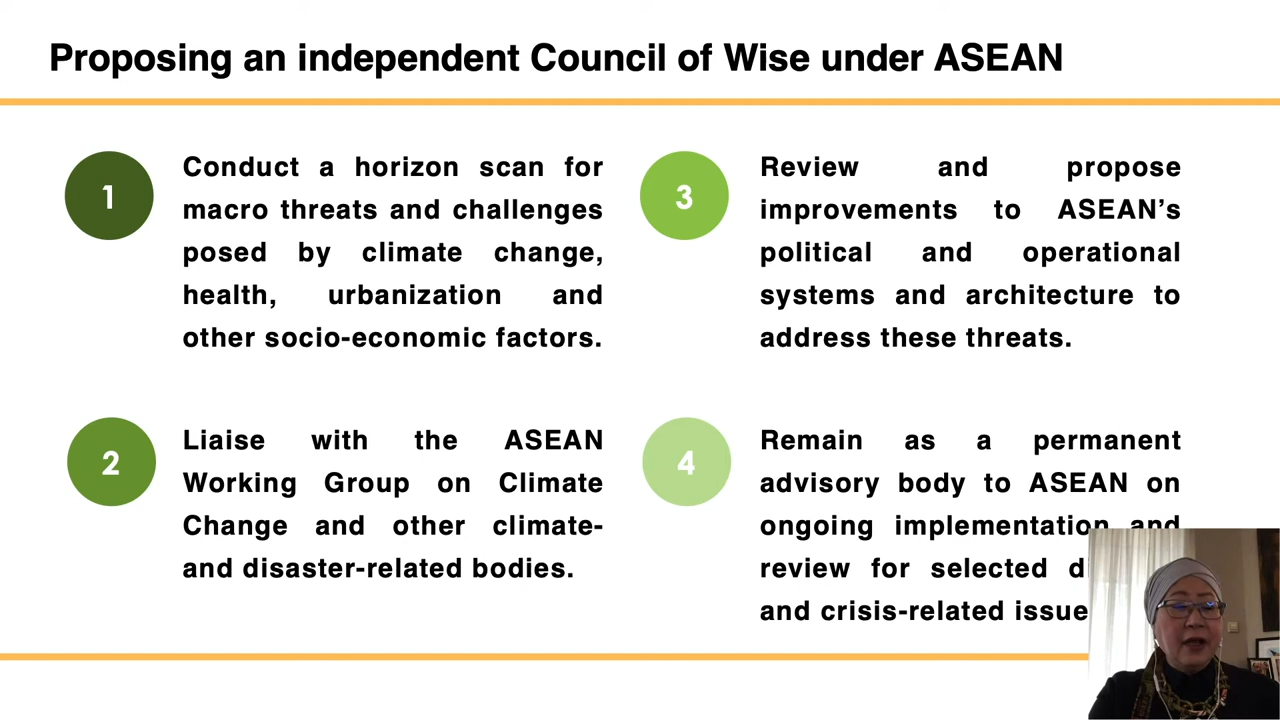 Proposing an independent Council of Wise under ASEAN
1
Conduct a horizon scan for
macro threats and challenges
posed by climate change,
health, urbanization and
other socio-economic factors.
2
Liaise with the ASEAN
Working Group on Climate
Change and other climate-
and disaster-related bodies.
3
Review and propose
improvements to ASEAN’s
political and operational
systems and architecture to
address these threats.
4
Remain as a permanent
advisory body to ASEAN on
ongoing implementation and
review for selected
and crisis-related